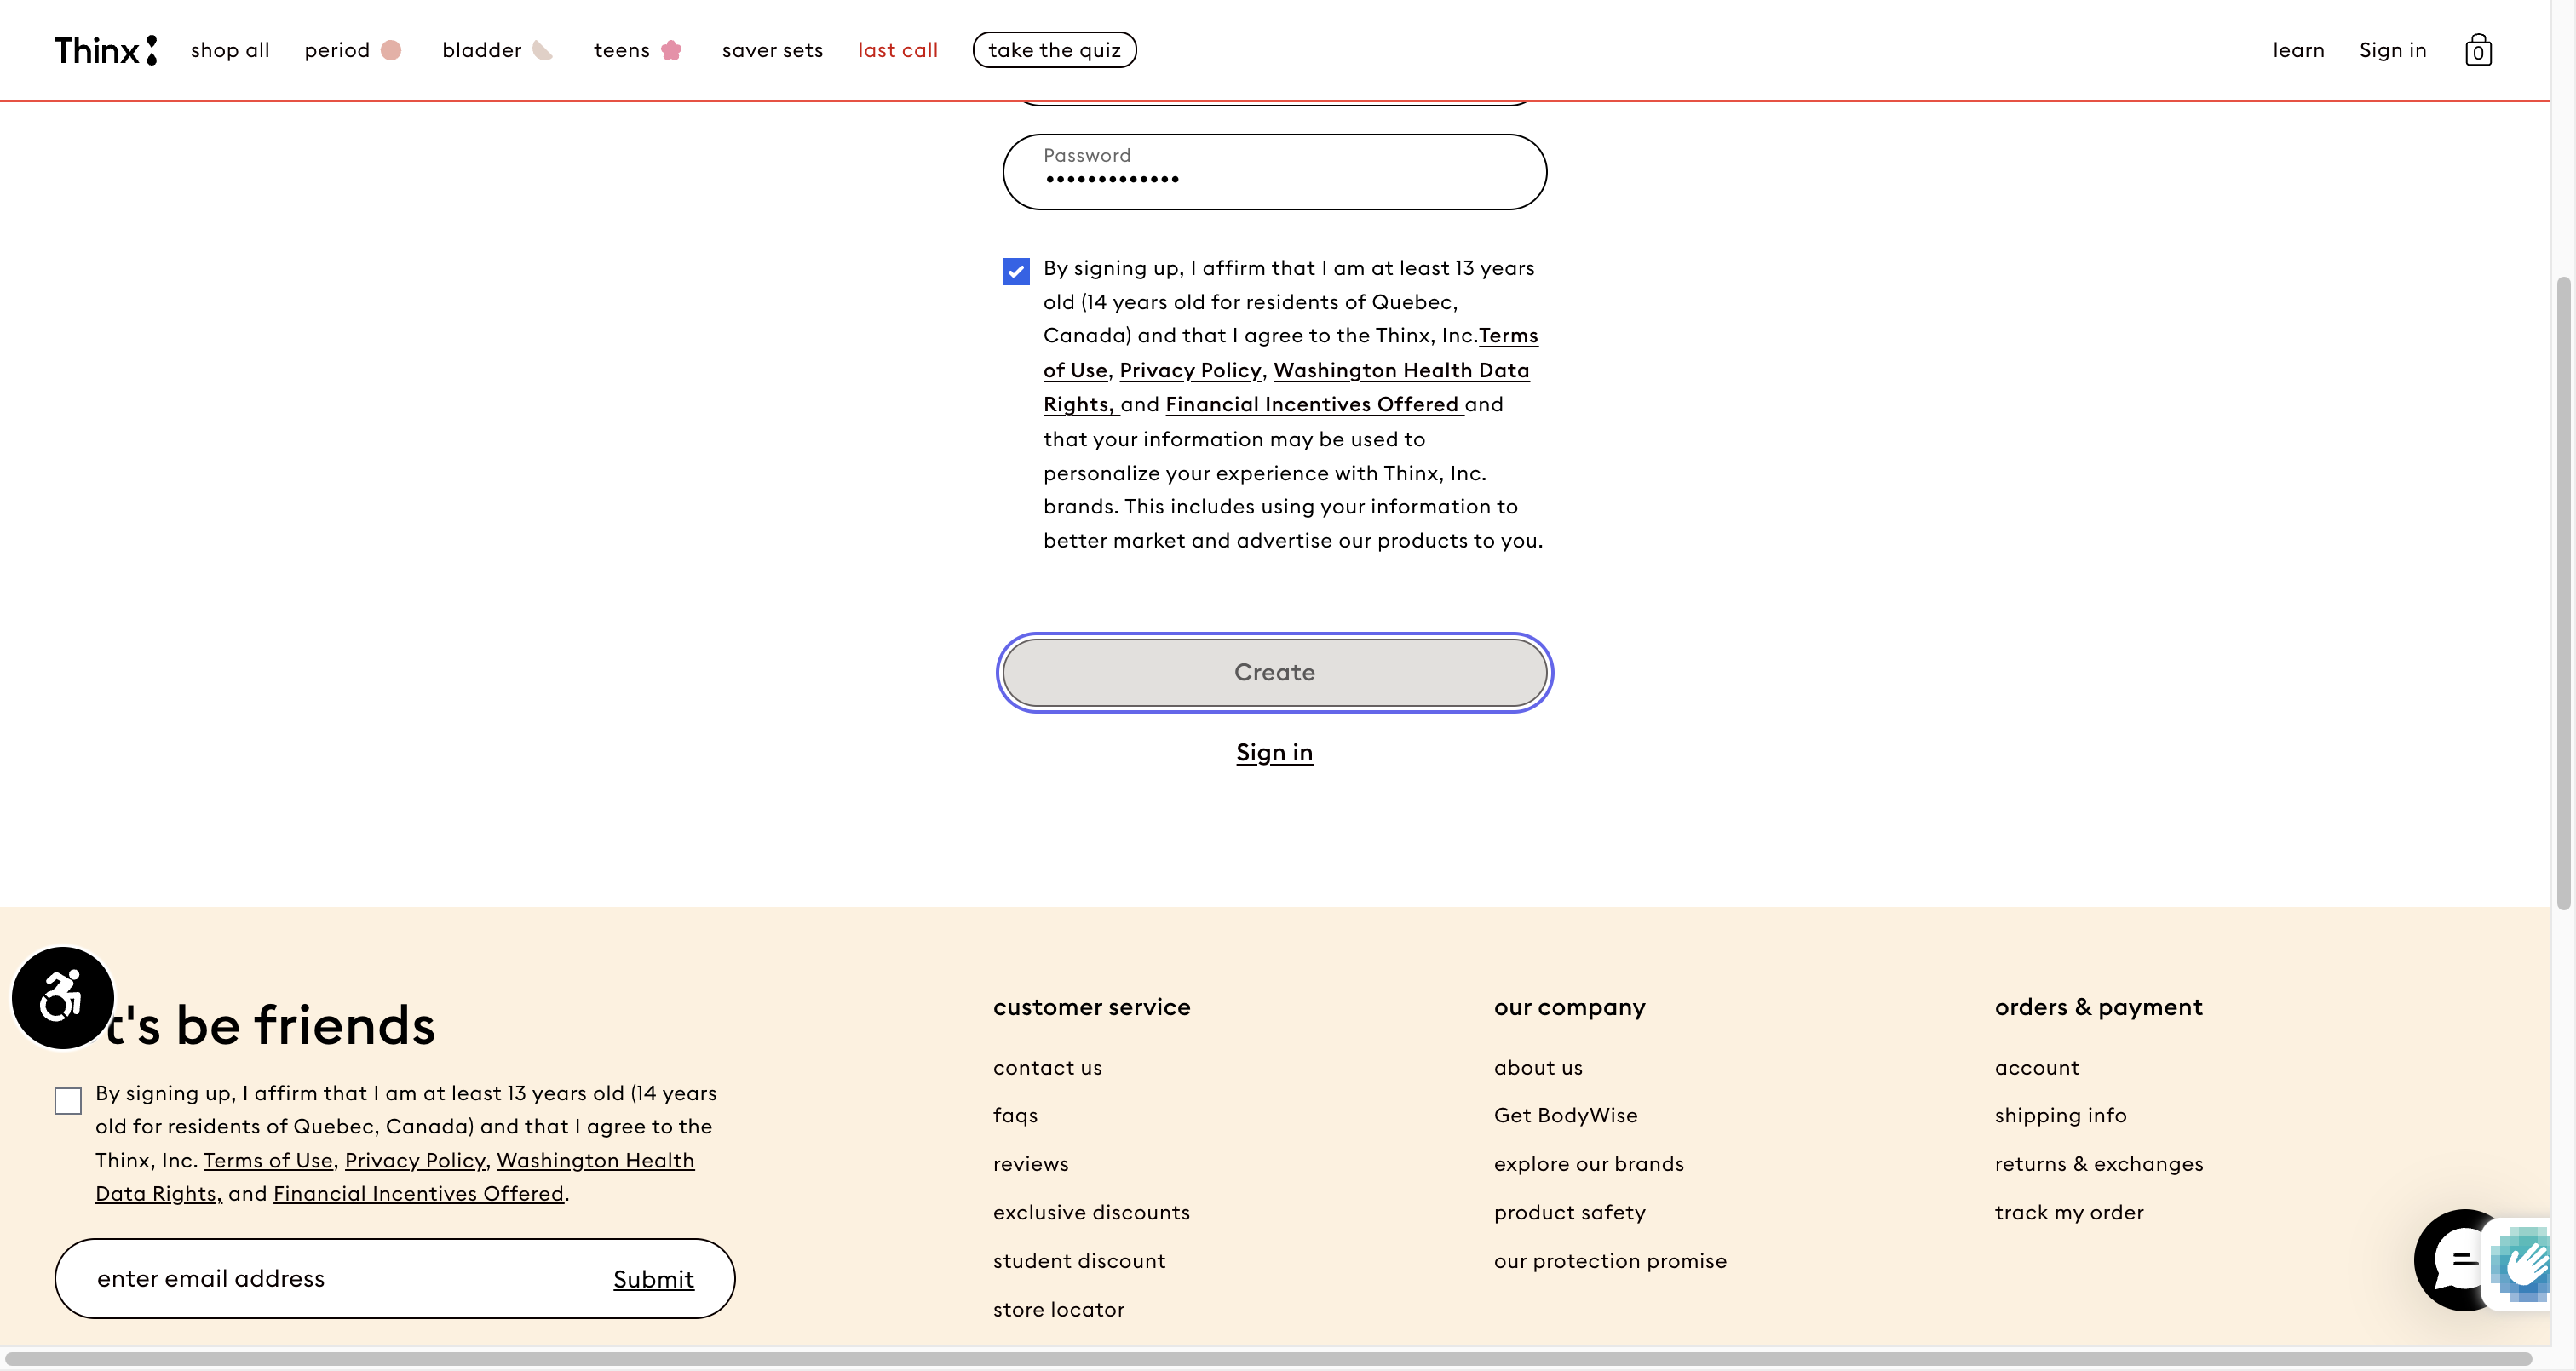 Thinx
shop all
period
bladder
teens
saver sets
last call
take the quiz
learn
Sign in
0
Password
By signing up, I affirm that I am at least 13 years
old (14 years old for residents of Quebec,
Canada) and that I agree to the Thinx, Inc.Terms
of Use, Privacy Policy, Washington Health Data
Rights, and Financial Incentives Offered and
that your information may be used to
personalize your experience with Thinx, Inc.
brands. This includes using your information to
better market and advertise our products to you.
Create
Sign in
t's be friends
By signing up, I affirm that I am at least 13 years old (14 years
old for residents of Quebec, Canada) and that I agree to the
Thinx, Inc. Terms of Use, Privacy Policy, Washington Health
Data Rights, and Financial Incentives Offered.
enter email address
Submit
customer service
contact us
faqs
reviews
exclusive discounts
student discount
store locator
our company
about us
Get BodyWise
explore our brands
product safety
our protection promise
orders & payment
account
shipping info
returns & exchanges
track my order